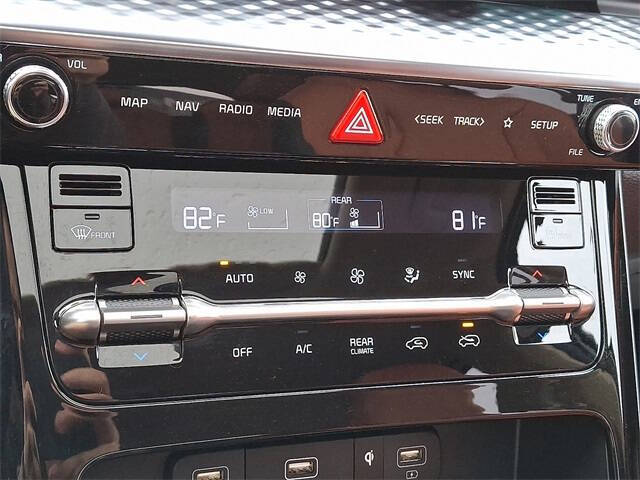 VOL
MAP NAV RADIO MEDIA <SEEK TRACK> ☆ SETUP
TUNE
FILE
FRONT
82°F LOW
REAR
80°F
81°F
AUTO SYNC
OFF A/C REAR CLIMATE